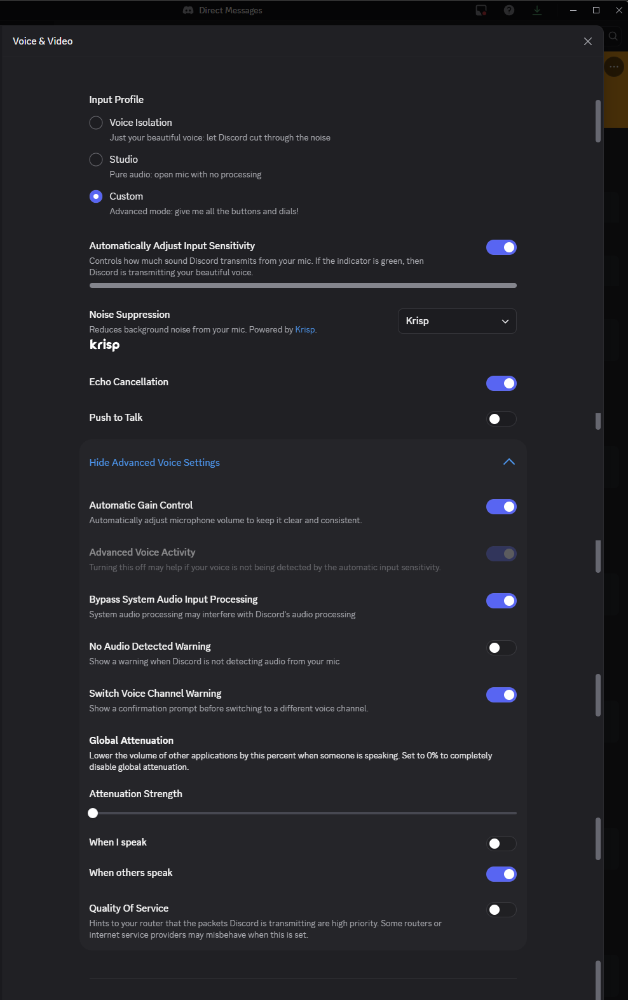 Direct Messages
Voice & Video
Input Profile
Voice Isolation
Just your beautiful voice: let Discord cut through the noise
Studio
Pure audio: open mic with no processing
Custom
Advanced mode: give me all the buttons and dials!
Automatically Adjust Input Sensitivity
Controls how much sound Discord transmits from your mic. If the indicator is green, then
Discord is transmitting your beautiful voice.
Noise Suppression
Krisp
Reduces background noise from your mic. Powered by Krisp.
krisp
Echo Cancellation
Push to Talk
Hide Advanced Voice Settings
Automatic Gain Control
Automatically adjust microphone volume to keep it clear and consistent.
Advanced Voice Activity
Turning this off may help if your voice is not being detected by the automatic input sensitivity.
Bypass System Audio Input Processing
System audio processing may interfere with Discord's audio processing
No Audio Detected Warning
Show a warning when Discord is not detecting audio from your mic
Switch Voice Channel Warning
Show a confirmation prompt before switching to a different voice channel.
Global Attenuation
Lower the volume of other applications by this percent when someone is speaking. Set to 0% to completely
disable global attenuation.
Attenuation Strength
When I speak
When others speak
Quality Of Service
Hints to your router that the packets Discord is transmitting are high priority. Some routers or
internet service providers may misbehave when this is set.